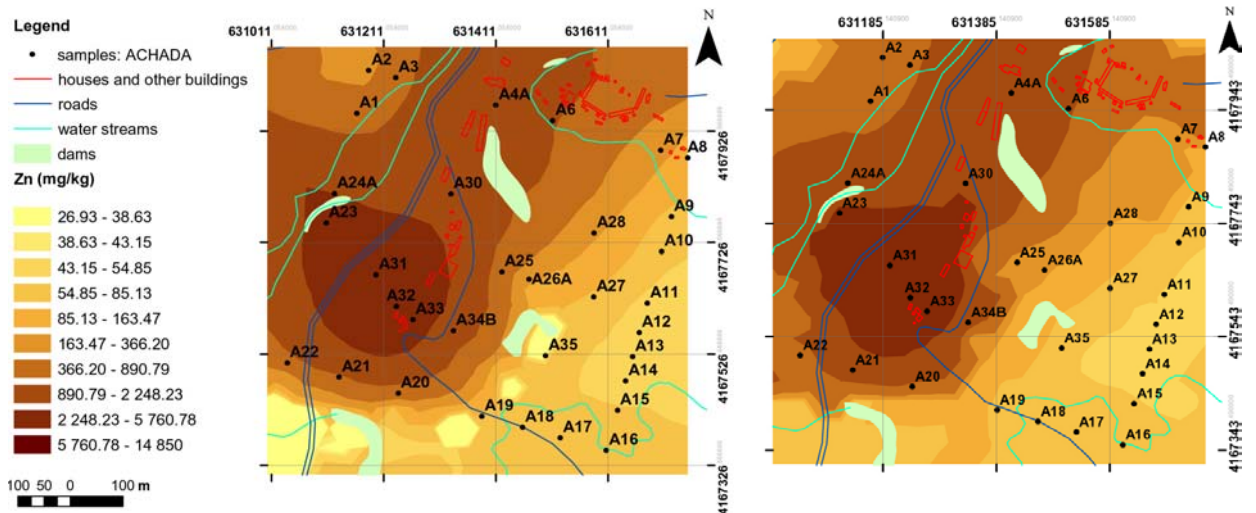 Legend
samples: ACHADA
houses and other buildings
roads
water streams
dams
Zn (mg/kg)
26.93 - 38.63
38.63 - 43.15
43.15 - 54.85
54.85 - 85.13
85.13 - 163.47
163.47 - 366.20
366.20 - 890.79
890.79 - 2 248.23
2 248.23 - 5 760.78
5 760.78 - 14 850
100 50 0 100 m
631011 631211 631411 631611
N
A2
A3
A1
A4A
A6
A7
A8
A24A
A30
A23
A9
A28
A10
A31
A25
A26A
A27
A11
A32
A33
A34B
A12
A35
A13
A22
A21
A14
A20
A15
A19
A18
A17
A16
4167926
4167726
4167526
4167326
631185 631385 631585
N
A2
A3
A1
A4A
A6
A7
A8
A24A
A30
A23
A9
A28
A10
A31
A25
A26A
A27
A11
A32
A33
A34B
A12
A35
A13
A22
A21
A14
A20
A15
A19
A18
A17
A16
4167943
4167743
4167543
4167343